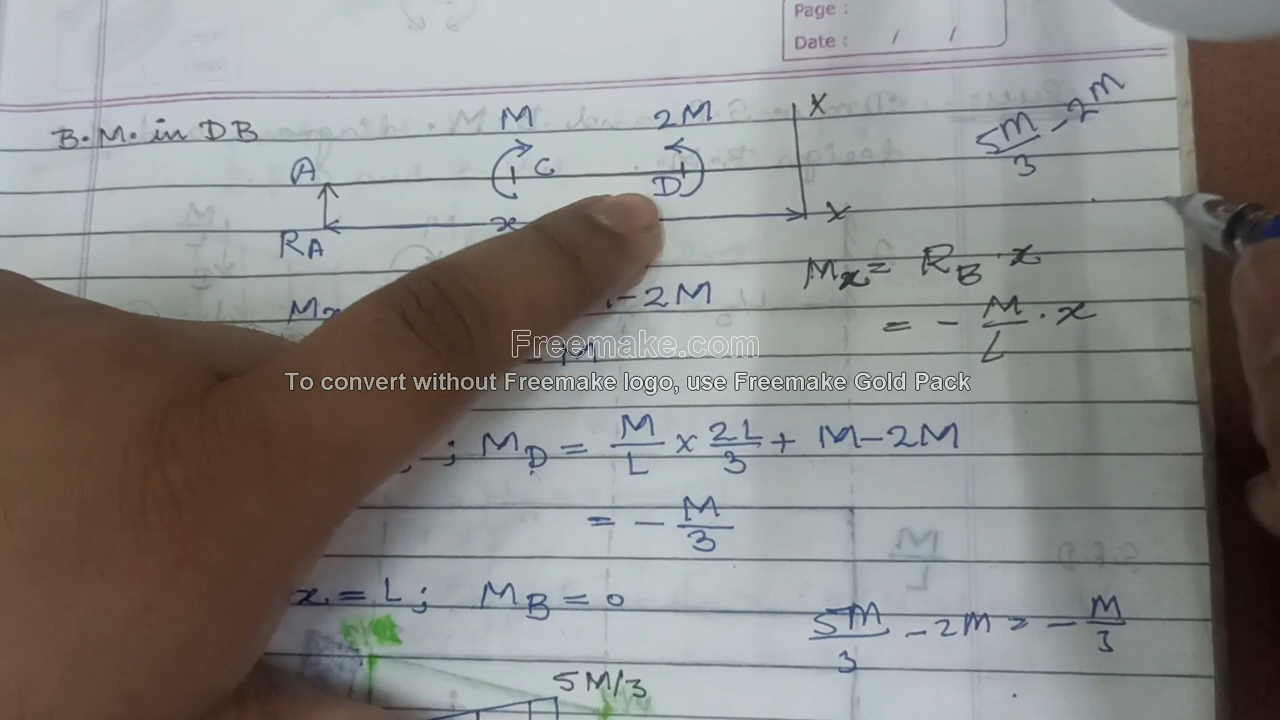 Page :
Date : / /
B.M. in DB
M 2M X
5M/3 - 2M
A C D
x X
RA
Mx - 2M
Mx = RB · x
= - M/L · x
- M
; MD = M/L × 2L/3 + M - 2M
= - M/3
x = L; MB = 0
5M/3 - 2M = - M/3
5M/3
Freemake.com
To convert without Freemake logo, use Freemake Gold Pack